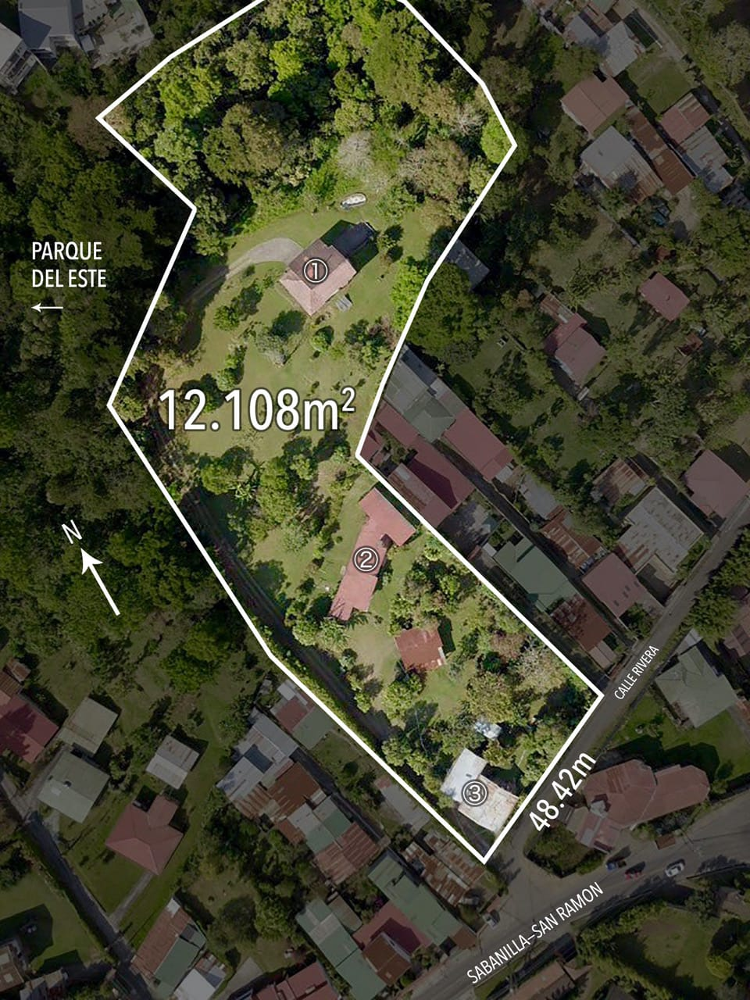 ①
PARQUE
DEL ESTE
←
12.108m²
N
②
CALLE RIVERA
③
48.42m
SABANILLA–SAN RAMON